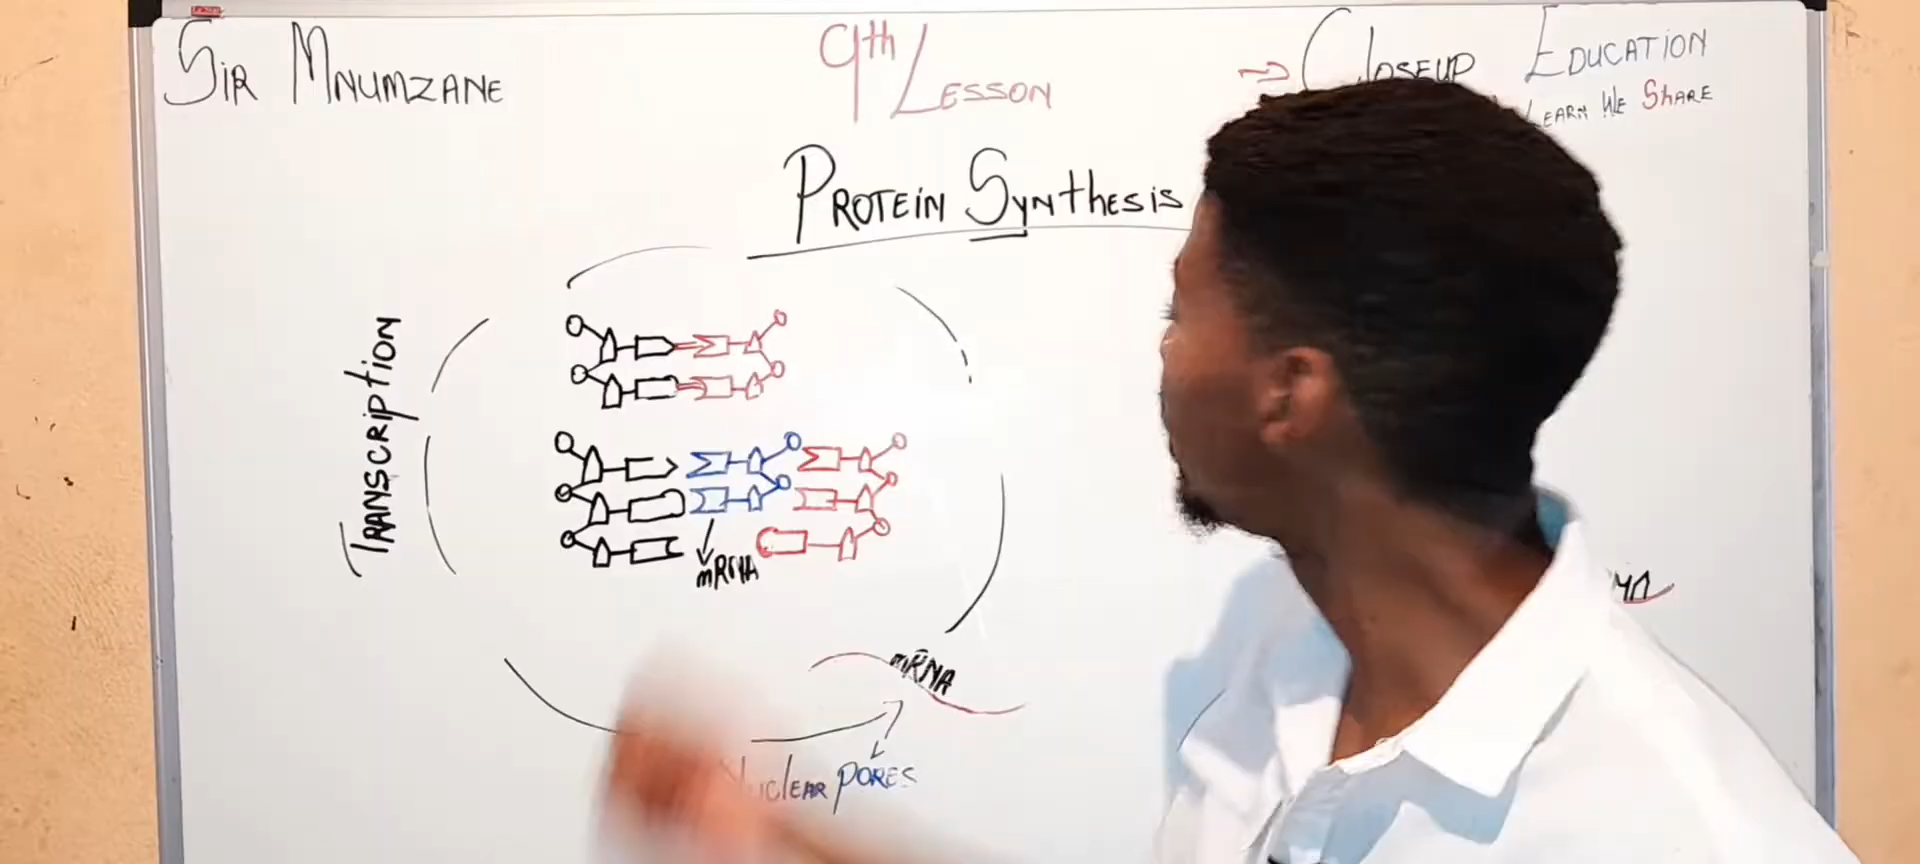 Sir Mnumzane
9th Lesson
Closeup Education
Learn We Share
Protein Synthesis
Transcription
mRNA
mRNA
Nuclear pores